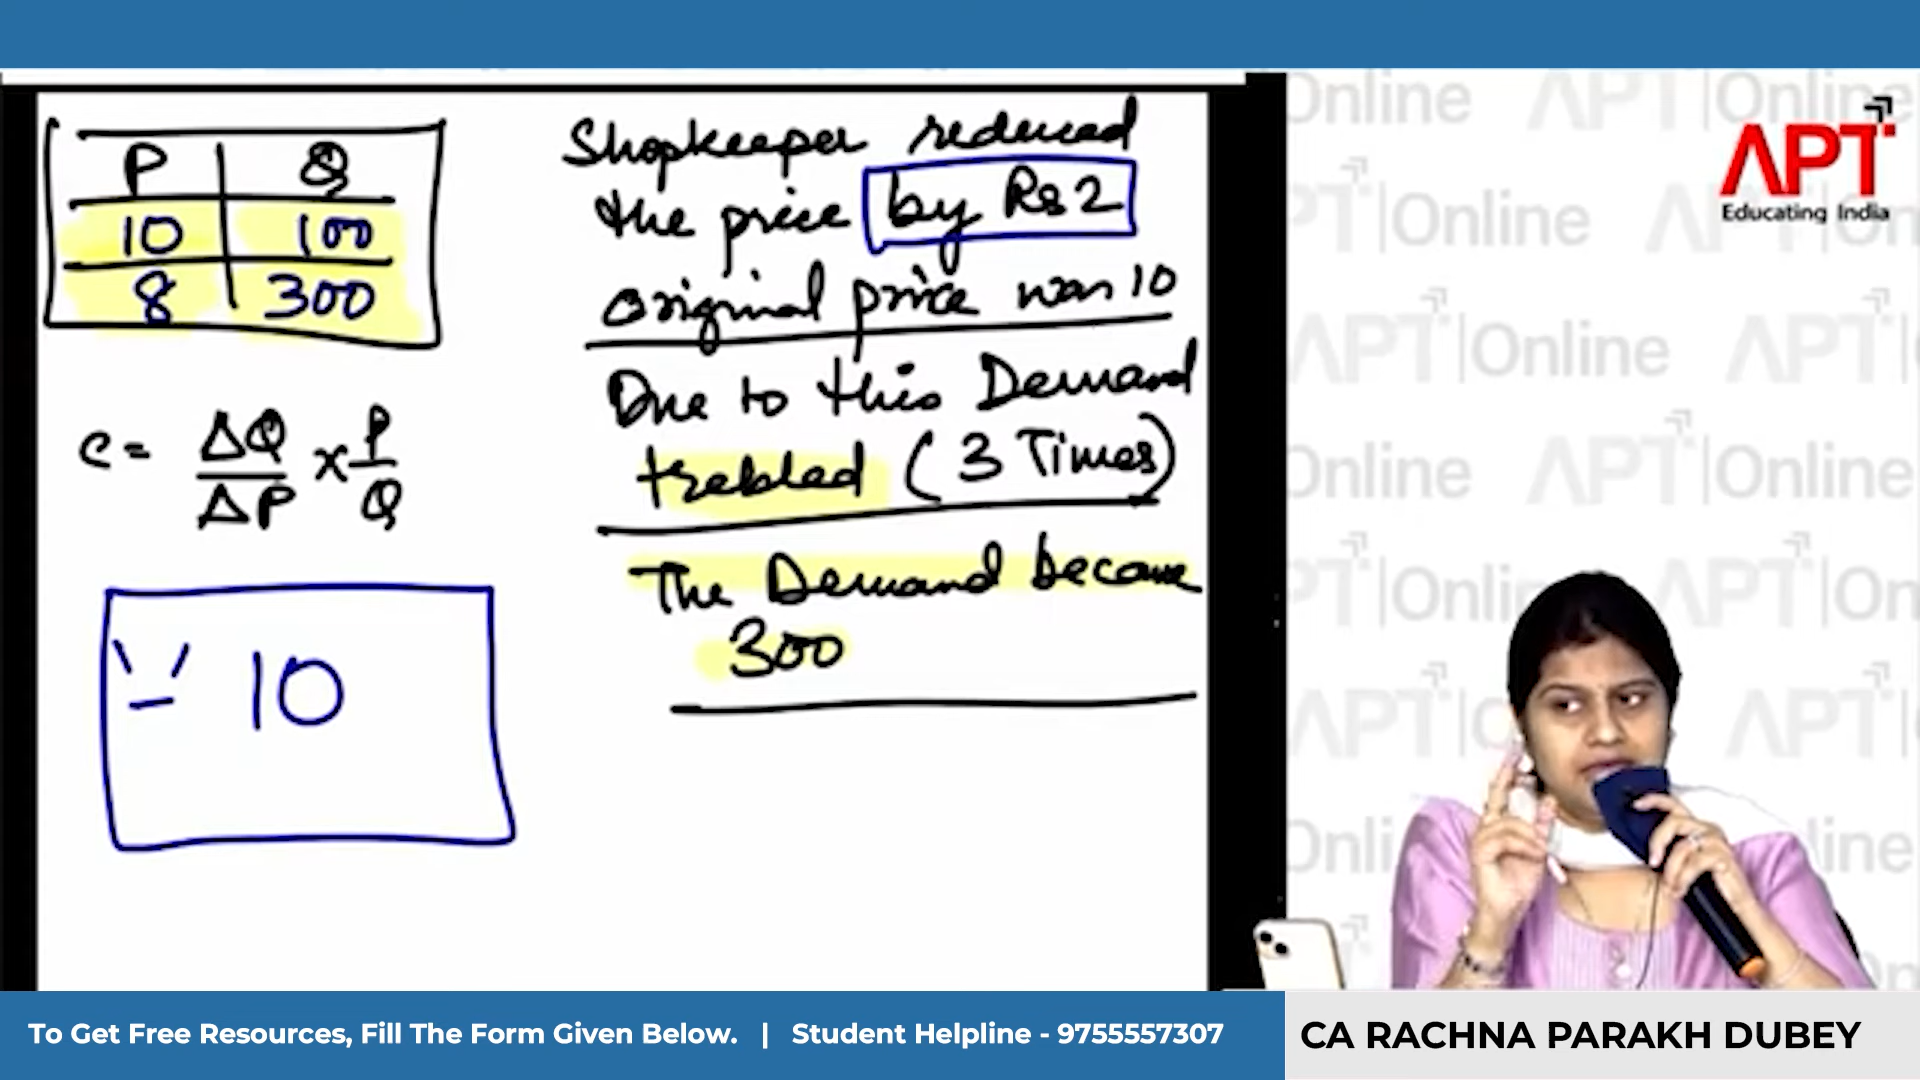 P Q
10 100
8 300
e = ΔQ/ΔP × P/Q
- 10
Shopkeeper reduced
the price by Rs 2
original price was 10
Due to this Demand
trebled (3 Times)
The Demand became
300
APT
Educating India
APT|Online
To Get Free Resources, Fill The Form Given Below. | Student Helpline - 9755557307
CA RACHNA PARAKH DUBEY